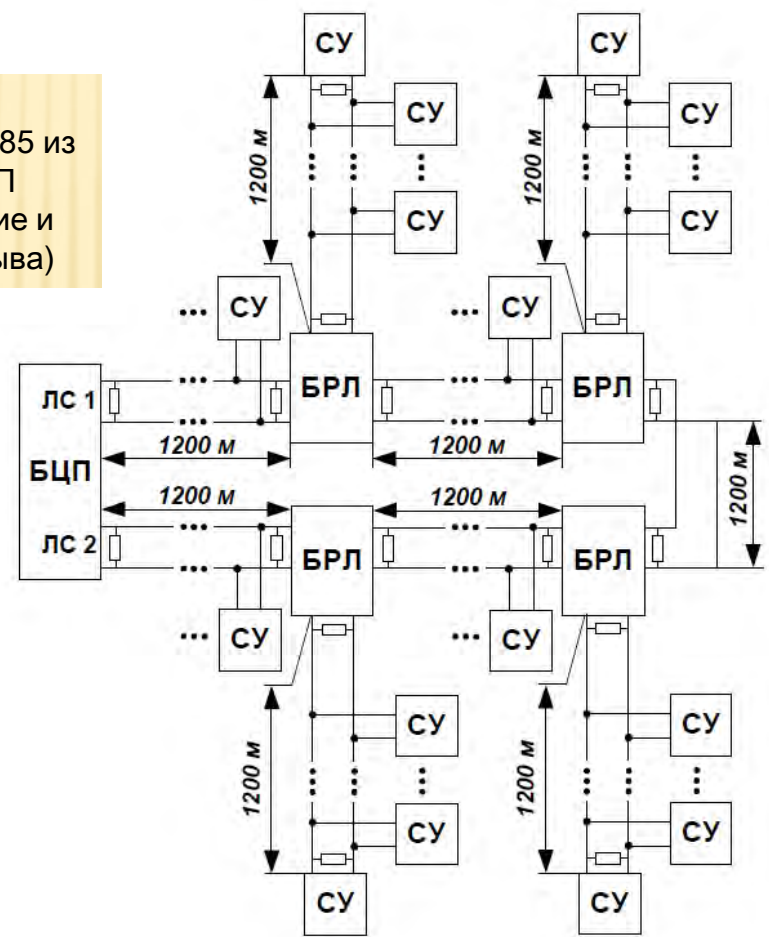 СУ
СУ
85 из
П
ие и
ыва)
СУ
СУ
...
...
1200 м
1200 м
СУ
СУ
...
СУ
...
СУ
ЛС 1
...
БРЛ
...
БРЛ
1200 м
1200 м
БЦП
1200 м
1200 м
1200 м
ЛС 2
...
БРЛ
...
БРЛ
...
СУ
...
СУ
1200 м
1200 м
СУ
СУ
...
...
СУ
СУ
СУ
СУ